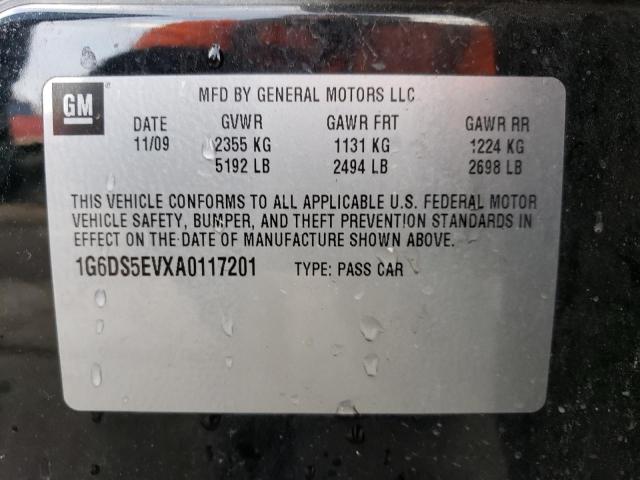 GM
MFD BY GENERAL MOTORS LLC
DATE GVWR GAWR FRT GAWR RR
11/09 2355 KG 1131 KG 1224 KG
5192 LB 2494 LB 2698 LB
THIS VEHICLE CONFORMS TO ALL APPLICABLE U.S. FEDERAL MOTOR
VEHICLE SAFETY, BUMPER, AND THEFT PREVENTION STANDARDS IN
EFFECT ON THE DATE OF MANUFACTURE SHOWN ABOVE.
1G6DS5EVXA0117201 TYPE: PASS CAR